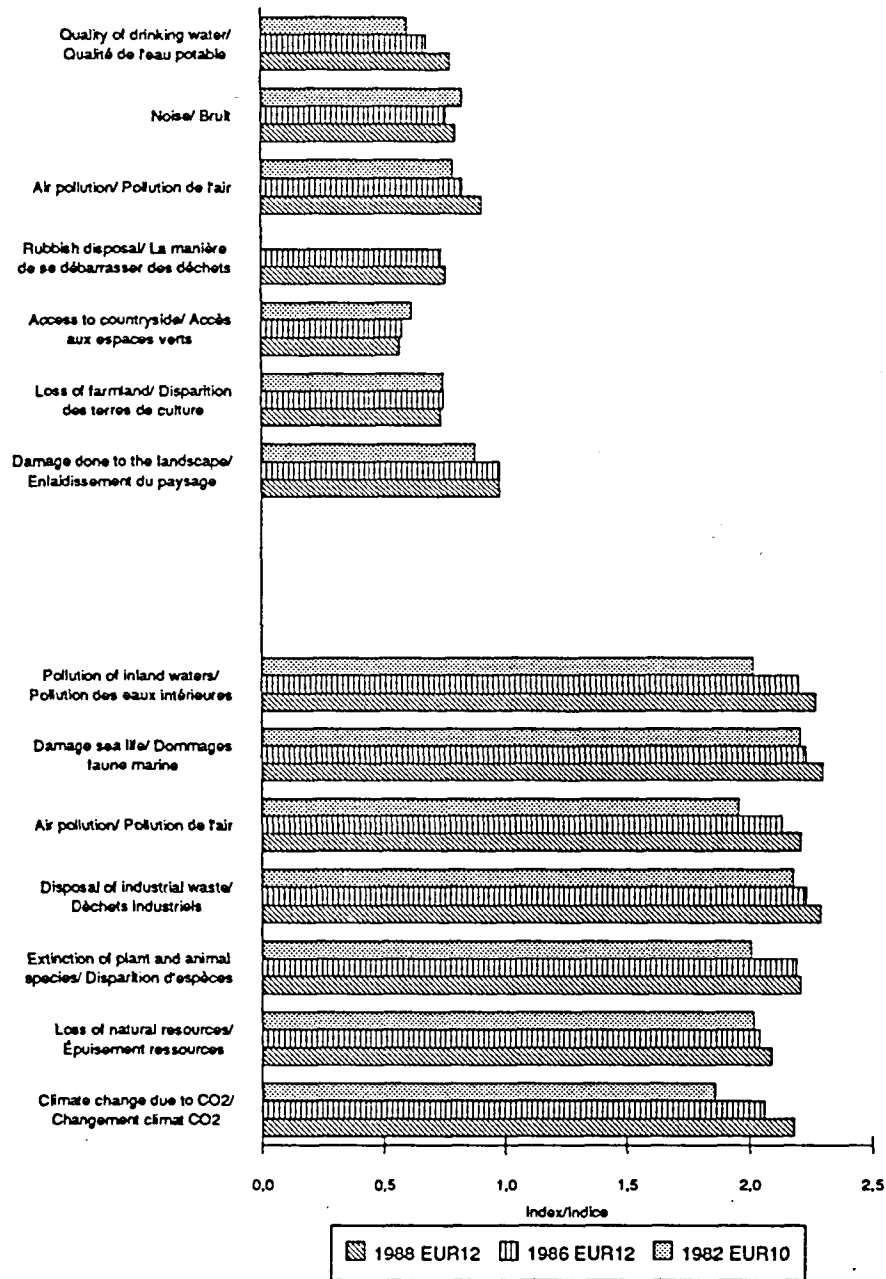 Quality of drinking water/
Qualité de l'eau potable
Noise/ Bruit
Air pollution/ Pollution de l'air
Rubbish disposal/ La manière
de se débarrasser des déchets
Access to countryside/ Accès
aux espaces verts
Loss of farmland/ Disparition
des terres de culture
Damage done to the landscape/
Enlaidissement du paysage
Pollution of inland waters/
Pollution des eaux intérieures
Damage sea life/ Dommages
faune marine
Air pollution/ Pollution de l'air
Disposal of industrial waste/
Déchets Industriels
Extinction of plant and animal
species/ Disparition d'espèces
Loss of natural resources/
Épuisement ressources
Climate change due to CO2/
Changement climat CO2
0,0 0,5 1,0 1,5 2,0 2,5
Index/Indice
1988 EUR12 1986 EUR12 1982 EUR10